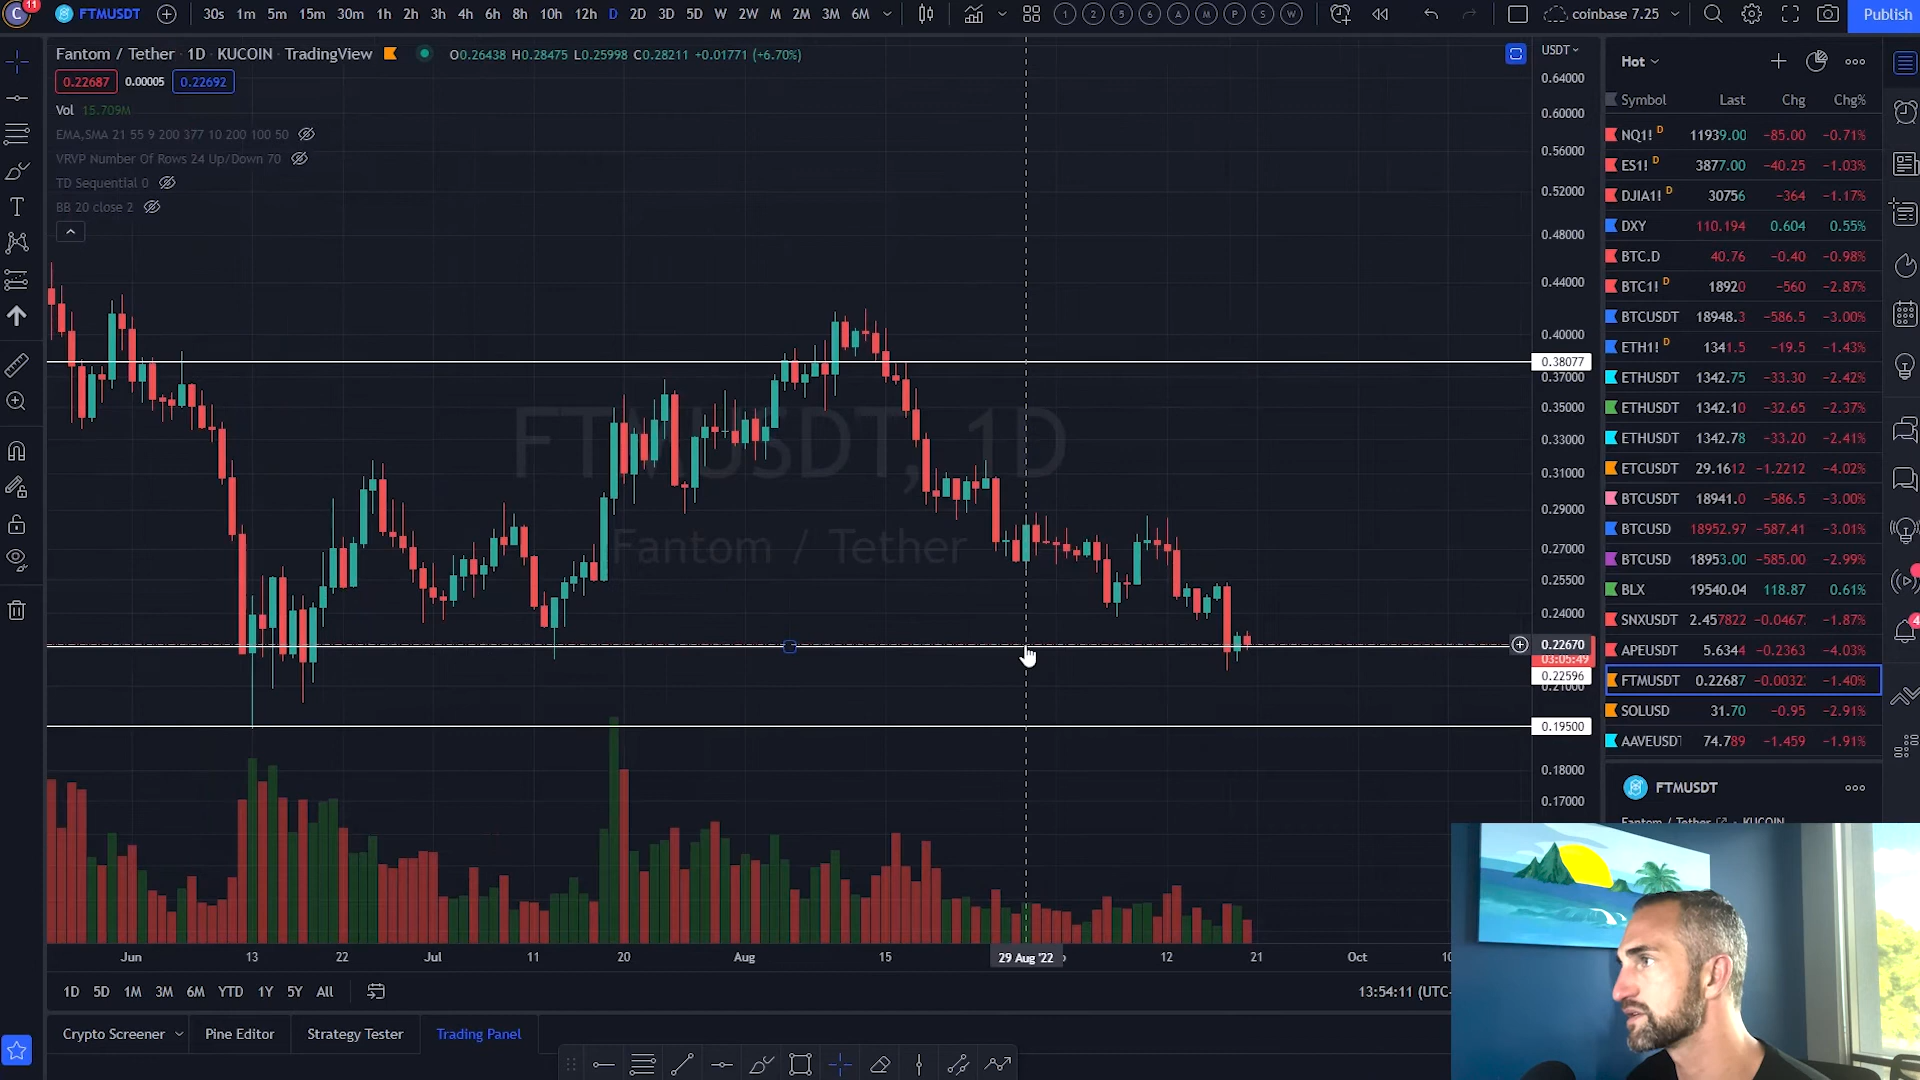 C 11 FTMUSDT 30s 1m 5m 15m 30m 1h 2h 3h 4h 6h 8h 10h 12h D 2D 3D 5D W 2W M 2M 3M 6M 1 2 5 6 A M P S W coinbase 7.25 Publish
Fantom / Tether · 1D · KUCOIN · TradingView O0.26438 H0.28475 L0.25998 C0.28211 +0.01771 (+6.70%)
0.22687 0.00005 0.22692
Vol 15.709M
EMA,SMA 21 55 9 200 377 10 200 100 50
VRVP Number Of Rows 24 Up/Down 70
TD Sequential 0
BB 20 close 2
FTMUSDT, 1D
Fantom / Tether
USDT
0.64000
0.60000
0.56000
0.52000
0.48000
0.44000
0.40000
0.38077
0.37000
0.35000
0.33000
0.31000
0.29000
0.27000
0.25500
0.24000
0.22670
03:05:49
0.22596
0.21000
0.19500
0.18000
0.17000
Jun 13 22 Jul 11 20 Aug 15 29 Aug '22 12 21 Oct
1D 5D 1M 3M 6M YTD 1Y 5Y All 13:54:11 (UTC-
Crypto Screener Pine Editor Strategy Tester Trading Panel
Hot
Symbol Last Chg Chg%
NQ1! D 11939.00 −85.00 −0.71%
ES1! D 3877.00 −40.25 −1.03%
DJIA1! D 30756 −364 −1.17%
DXY 110.194 0.604 0.55%
BTC.D 40.76 −0.40 −0.98%
BTC1! D 18920 −560 −2.87%
BTCUSDT 18948.3 −586.5 −3.00%
ETH1! D 1341.5 −19.5 −1.43%
ETHUSDT 1342.75 −33.30 −2.42%
ETHUSDT 1342.10 −32.65 −2.37%
ETHUSDT 1342.78 −33.20 −2.41%
ETCUSDT 29.1612 −1.2212 −4.02%
BTCUSDT 18941.0 −586.5 −3.00%
BTCUSD 18952.97 −587.41 −3.01%
BTCUSD 18953.00 −585.00 −2.99%
BLX 19540.04 118.87 0.61%
SNXUSDT 2.457822 −0.0467 −1.87%
APEUSDT 5.6344 −0.2363 −4.03%
FTMUSDT 0.22687 −0.0032 −1.40%
SOLUSD 31.70 −0.95 −2.91%
AAVEUSDT 74.789 −1.459 −1.91%
FTMUSDT
Fantom / Tether · KUCOIN